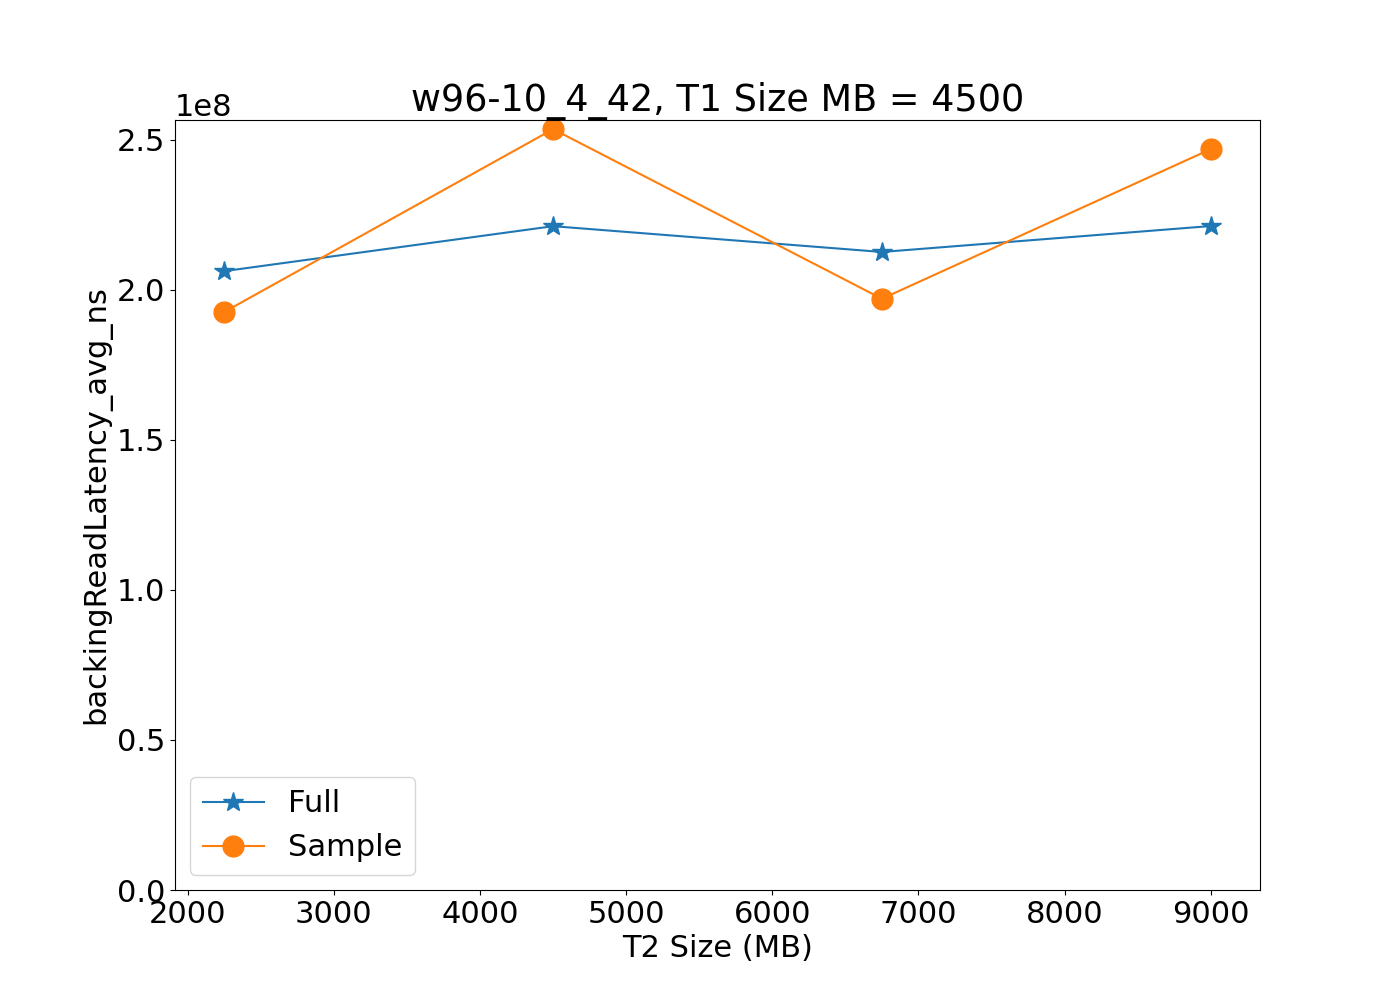 w96-10_4_42, T1 Size MB = 4500
1e8
2.5
2.0
1.5
1.0
0.5
0.0
backingReadLatency_avg_ns
Full
Sample
2000 3000 4000 5000 6000 7000 8000 9000
T2 Size (MB)